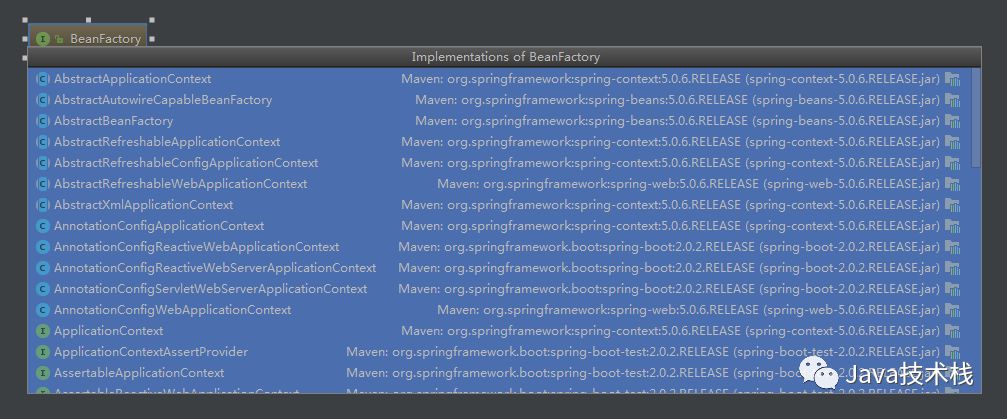 BeanFactory
Implementations of BeanFactory
AbstractApplicationContext Maven: org.springframework:spring-context:5.0.6.RELEASE (spring-context-5.0.6.RELEASE.jar)
AbstractAutowireCapableBeanFactory Maven: org.springframework:spring-beans:5.0.6.RELEASE (spring-beans-5.0.6.RELEASE.jar)
AbstractBeanFactory Maven: org.springframework:spring-beans:5.0.6.RELEASE (spring-beans-5.0.6.RELEASE.jar)
AbstractRefreshableApplicationContext Maven: org.springframework:spring-context:5.0.6.RELEASE (spring-context-5.0.6.RELEASE.jar)
AbstractRefreshableConfigApplicationContext Maven: org.springframework:spring-context:5.0.6.RELEASE (spring-context-5.0.6.RELEASE.jar)
AbstractRefreshableWebApplicationContext Maven: org.springframework:spring-web:5.0.6.RELEASE (spring-web-5.0.6.RELEASE.jar)
AbstractXmlApplicationContext Maven: org.springframework:spring-context:5.0.6.RELEASE (spring-context-5.0.6.RELEASE.jar)
AnnotationConfigApplicationContext Maven: org.springframework:spring-context:5.0.6.RELEASE (spring-context-5.0.6.RELEASE.jar)
AnnotationConfigReactiveWebApplicationContext Maven: org.springframework.boot:spring-boot:2.0.2.RELEASE (spring-boot-2.0.2.RELEASE.jar)
AnnotationConfigReactiveWebServerApplicationContext Maven: org.springframework.boot:spring-boot:2.0.2.RELEASE (spring-boot-2.0.2.RELEASE.jar)
AnnotationConfigServletWebServerApplicationContext Maven: org.springframework.boot:spring-boot:2.0.2.RELEASE (spring-boot-2.0.2.RELEASE.jar)
AnnotationConfigWebApplicationContext Maven: org.springframework:spring-web:5.0.6.RELEASE (spring-web-5.0.6.RELEASE.jar)
ApplicationContext Maven: org.springframework:spring-context:5.0.6.RELEASE (spring-context-5.0.6.RELEASE.jar)
ApplicationContextAssertProvider Maven: org.springframework.boot:spring-boot-test:2.0.2.RELEASE (spring-boot-test-2.0.2.RELEASE.jar)
AssertableApplicationContext Maven: org.springframework.boot:spring-boot-test:2.0.2.RELEASE (spring-boot-test-2.0.2.RELEASE.jar)
Java技术栈